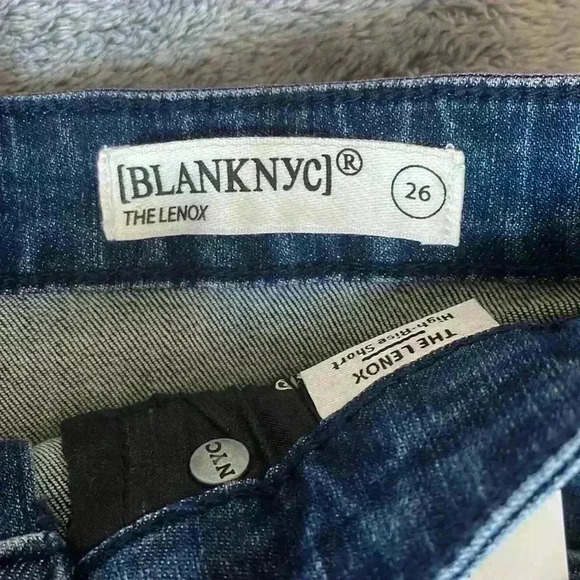 [BLANKNYC]®
THE LENOX
26
THE LENOX
High-Rise Short
NYC